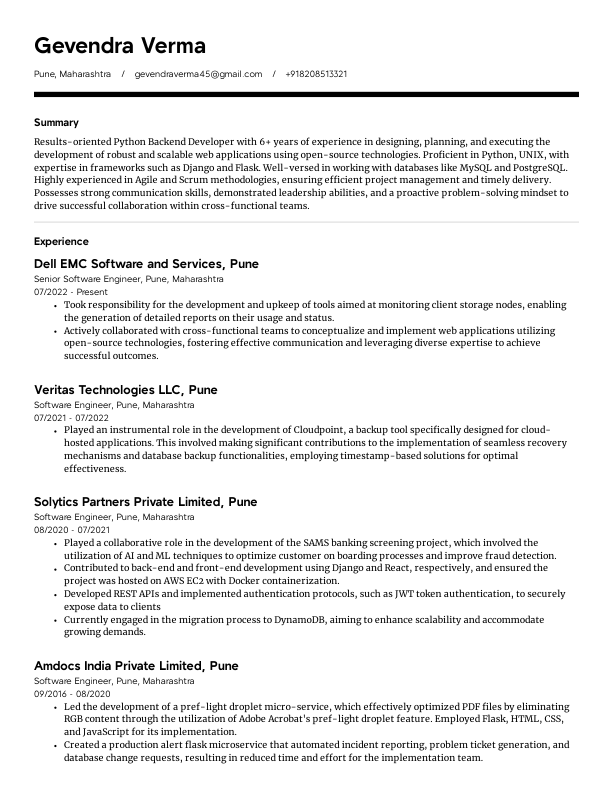 Gevendra Verma
Pune, Maharashtra / gevendraverma45@gmail.com / +918208513321
Summary
Results-oriented Python Backend Developer with 6+ years of experience in designing, planning, and executing the
development of robust and scalable web applications using open-source technologies. Proficient in Python, UNIX, with
expertise in frameworks such as Django and Flask. Well-versed in working with databases like MySQL and PostgreSQL.
Highly experienced in Agile and Scrum methodologies, ensuring efficient project management and timely delivery.
Possesses strong communication skills, demonstrated leadership abilities, and a proactive problem-solving mindset to
drive successful collaboration within cross-functional teams.
Experience
Dell EMC Software and Services, Pune
Senior Software Engineer, Pune, Maharashtra
07/2022 - Present
• Took responsibility for the development and upkeep of tools aimed at monitoring client storage nodes, enabling
the generation of detailed reports on their usage and status.
• Actively collaborated with cross-functional teams to conceptualize and implement web applications utilizing
open-source technologies, fostering effective communication and leveraging diverse expertise to achieve
successful outcomes.
Veritas Technologies LLC, Pune
Software Engineer, Pune, Maharashtra
07/2021 - 07/2022
• Played an instrumental role in the development of Cloudpoint, a backup tool specifically designed for cloud-
hosted applications. This involved making significant contributions to the implementation of seamless recovery
mechanisms and database backup functionalities, employing timestamp-based solutions for optimal
effectiveness.
Solytics Partners Private Limited, Pune
Software Engineer, Pune, Maharashtra
08/2020 - 07/2021
• Played a collaborative role in the development of the SAMS banking screening project, which involved the
utilization of AI and ML techniques to optimize customer on boarding processes and improve fraud detection.
• Contributed to back-end and front-end development using Django and React, respectively, and ensured the
project was hosted on AWS EC2 with Docker containerization.
• Developed REST APIs and implemented authentication protocols, such as JWT token authentication, to securely
expose data to clients
• Currently engaged in the migration process to DynamoDB, aiming to enhance scalability and accommodate
growing demands.
Amdocs India Private Limited, Pune
Software Engineer, Pune, Maharashtra
09/2016 - 08/2020
• Led the development of a pref-light droplet micro-service, which effectively optimized PDF files by eliminating
RGB content through the utilization of Adobe Acrobat's pref-light droplet feature. Employed Flask, HTML, CSS,
and JavaScript for its implementation.
• Created a production alert flask microservice that automated incident reporting, problem ticket generation, and
database change requests, resulting in reduced time and effort for the implementation team.